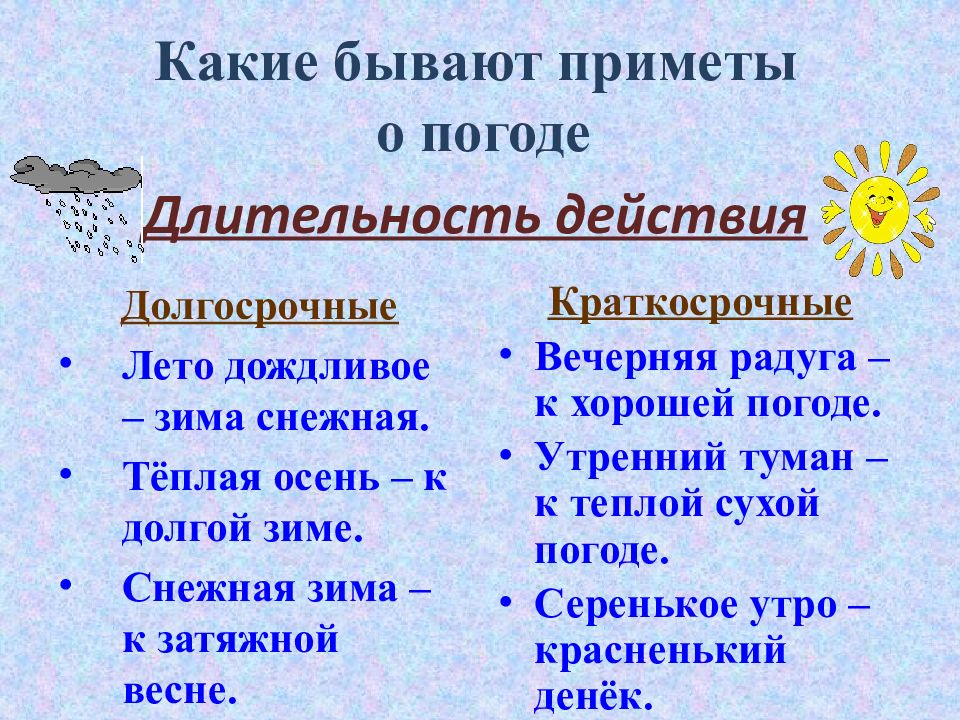 Какие бывают приметы
о погоде
Длительность действия
Долгосрочные
• Лето дождливое
– зима снежная.
• Тёплая осень – к
долгой зиме.
• Снежная зима –
к затяжной
весне.
Краткосрочные
• Вечерняя радуга –
к хорошей погоде.
• Утренний туман –
к теплой сухой
погоде.
• Серенькое утро –
красненький
денёк.